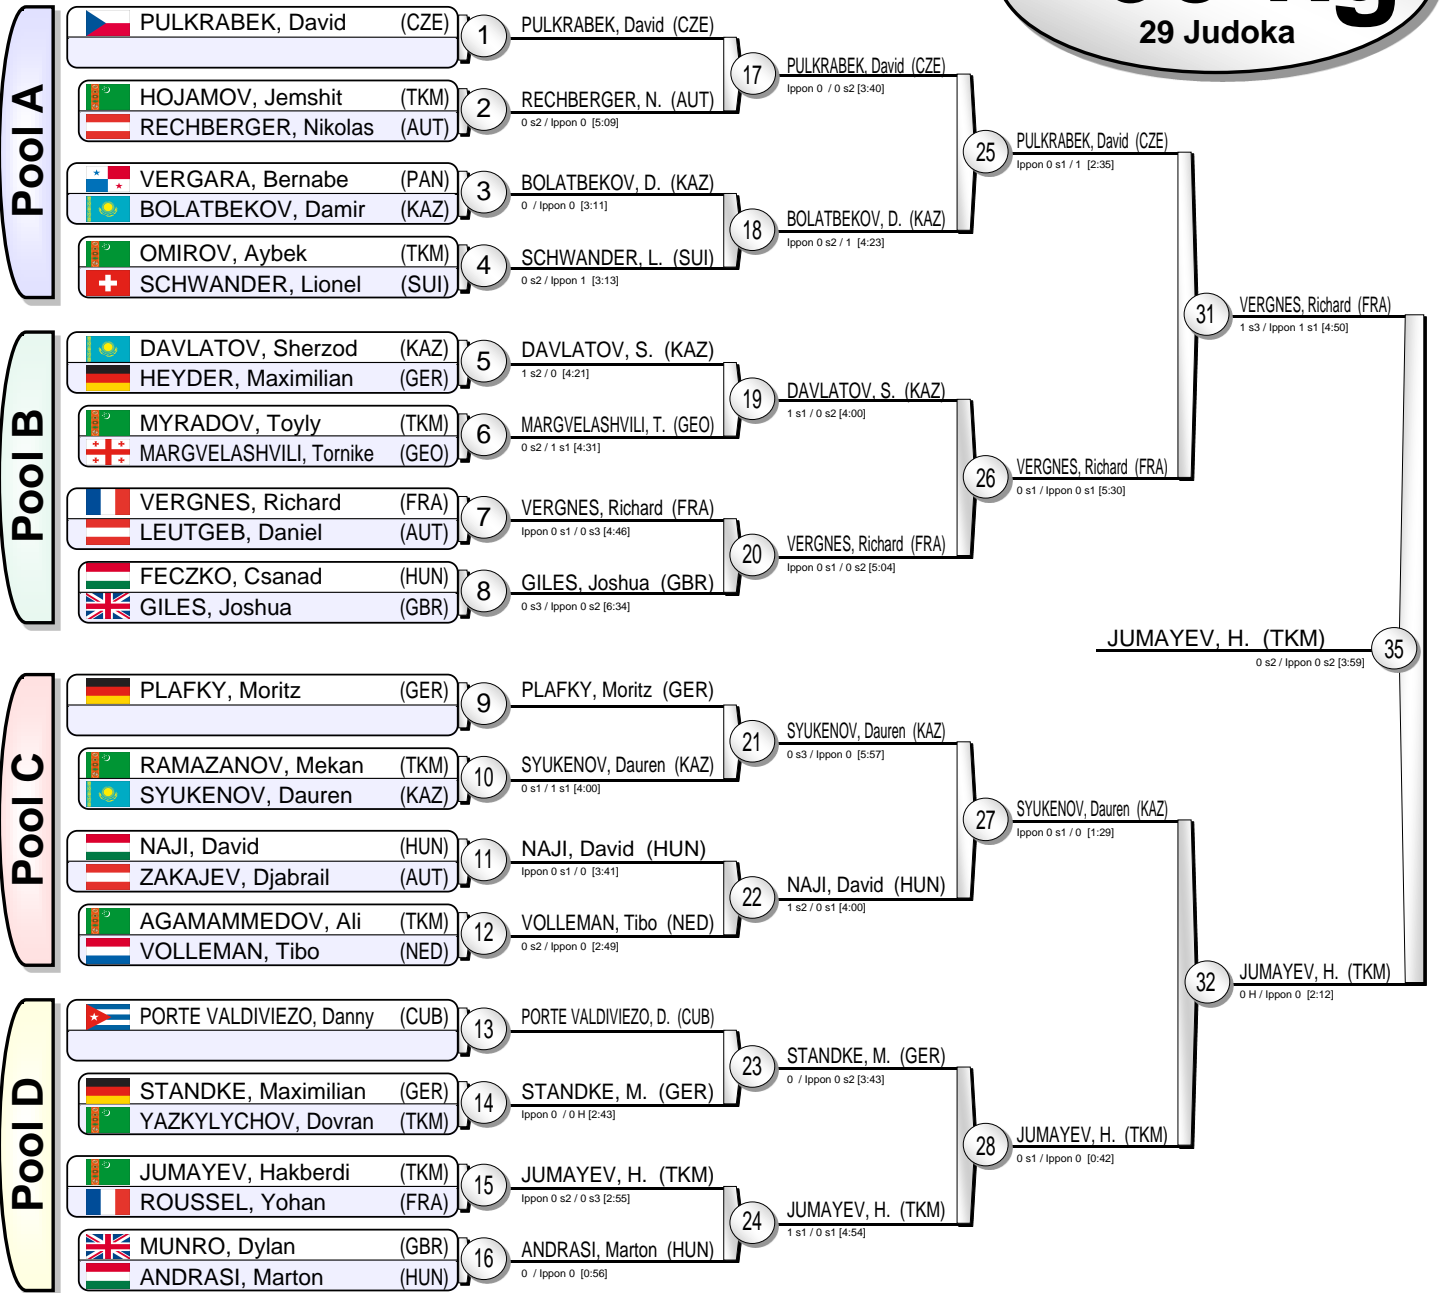 29 Judoka
Pool A
PULKRABEK, David (CZE)
1
HOJAMOV, Jemshit (TKM)
RECHBERGER, Nikolas (AUT)
2
VERGARA, Bernabe (PAN)
BOLATBEKOV, Damir (KAZ)
3
OMIROV, Aybek (TKM)
SCHWANDER, Lionel (SUI)
4
Pool B
DAVLATOV, Sherzod (KAZ)
HEYDER, Maximilian (GER)
5
MYRADOV, Toyly (TKM)
MARGVELASHVILI, Tornike (GEO)
6
VERGNES, Richard (FRA)
LEUTGEB, Daniel (AUT)
7
FECZKO, Csanad (HUN)
GILES, Joshua (GBR)
8
Pool C
PLAFKY, Moritz (GER)
9
RAMAZANOV, Mekan (TKM)
SYUKENOV, Dauren (KAZ)
10
NAJI, David (HUN)
ZAKAJEV, Djabrail (AUT)
11
AGAMAMMEDOV, Ali (TKM)
VOLLEMAN, Tibo (NED)
12
Pool D
PORTE VALDIVIEZO, Danny (CUB)
13
STANDKE, Maximilian (GER)
YAZKYLYCHOV, Dovran (TKM)
14
JUMAYEV, Hakberdi (TKM)
ROUSSEL, Yohan (FRA)
15
MUNRO, Dylan (GBR)
ANDRASI, Marton (HUN)
16
PULKRABEK, David (CZE)
RECHBERGER, N. (AUT)
0 s2 / Ippon 0 [5:09]
17
BOLATBEKOV, D. (KAZ)
0 / Ippon 0 [3:11]
SCHWANDER, L. (SUI)
0 s2 / Ippon 1 [3:13]
18
DAVLATOV, S. (KAZ)
1 s2 / 0 [4:21]
MARGVELASHVILI, T. (GEO)
0 s2 / 1 s1 [4:31]
19
VERGNES, Richard (FRA)
Ippon 0 s1 / 0 s3 [4:46]
GILES, Joshua (GBR)
0 s3 / Ippon 0 s2 [6:34]
20
PLAFKY, Moritz (GER)
SYUKENOV, Dauren (KAZ)
0 s1 / 1 s1 [4:00]
21
NAJI, David (HUN)
Ippon 0 s1 / 0 [3:41]
VOLLEMAN, Tibo (NED)
0 s2 / Ippon 0 [2:49]
22
PORTE VALDIVIEZO, D. (CUB)
STANDKE, M. (GER)
Ippon 0 / 0 H [2:43]
23
JUMAYEV, H. (TKM)
Ippon 0 s2 / 0 s3 [2:55]
ANDRASI, Marton (HUN)
0 / Ippon 0 [0:56]
24
PULKRABEK, David (CZE)
Ippon 0 / 0 s2 [3:40]
BOLATBEKOV, D. (KAZ)
Ippon 0 s2 / 1 [4:23]
25
DAVLATOV, S. (KAZ)
1 s1 / 0 s2 [4:00]
VERGNES, Richard (FRA)
Ippon 0 s1 / 0 s2 [5:04]
26
SYUKENOV, Dauren (KAZ)
0 s3 / Ippon 0 [5:57]
NAJI, David (HUN)
1 s2 / 0 s1 [4:00]
27
STANDKE, M. (GER)
0 / Ippon 0 s2 [3:43]
JUMAYEV, H. (TKM)
1 s1 / 0 s1 [4:54]
28
PULKRABEK, David (CZE)
Ippon 0 s1 / 1 [2:35]
VERGNES, Richard (FRA)
0 s1 / Ippon 0 s1 [5:30]
31
SYUKENOV, Dauren (KAZ)
Ippon 0 s1 / 0 [1:29]
JUMAYEV, H. (TKM)
0 s1 / Ippon 0 [0:42]
32
VERGNES, Richard (FRA)
1 s3 / Ippon 1 s1 [4:50]
JUMAYEV, H. (TKM)
0 H / Ippon 0 [2:12]
JUMAYEV, H. (TKM)
0 s2 / Ippon 0 s2 [3:59]
35